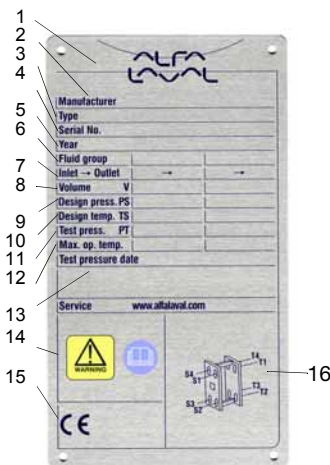 1
2
3
4
5
6
7
8
9
10
11
12
13
14
15
16
ALFA
LAVAL
Manufacturer
Type
Serial No.
Year
Fluid group
Inlet → Outlet → →
Volume V
Design press. PS
Design temp. TS
Test press. PT
Max. op. temp.
Test pressure date
Service www.alfalaval.com
WARNING
CE
S4 T4
S1 T1
S3 T3
S2 T2